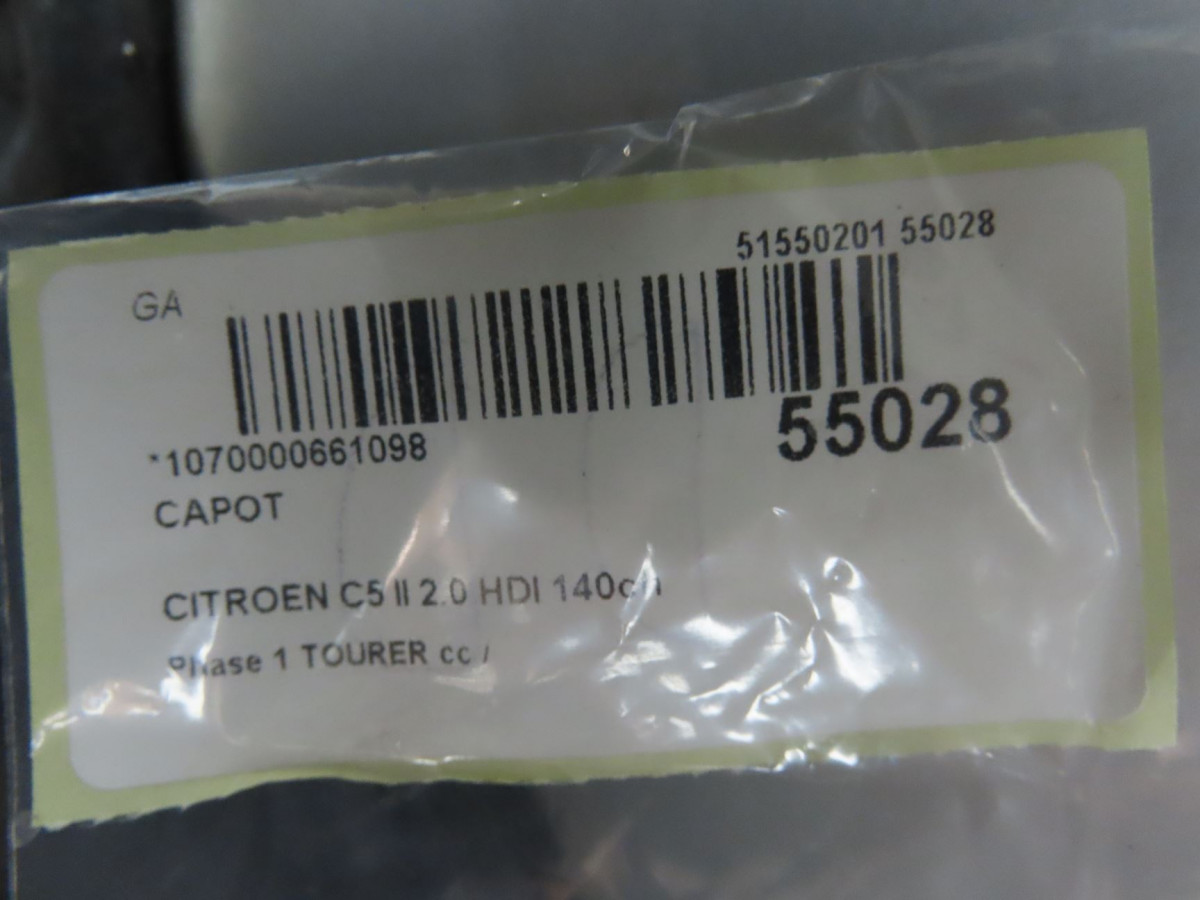 51550201 55028
GA
55028
*1070000661098
CAPOT
CITROEN C5 II 2.0 HDI 140ch
Phase 1 TOURER cc /